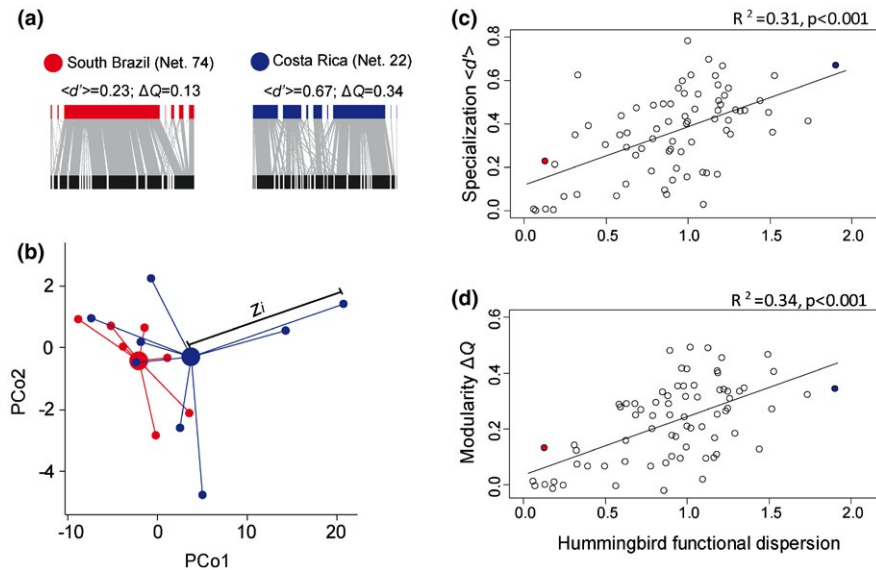 (a)
South Brazil (Net. 74)
<d'>=0.23; ΔQ=0.13
Costa Rica (Net. 22)
<d'>=0.67; ΔQ=0.34
(b)
PCo2
2
0
-2
-4
-10
0
10
20
PCo1
Zi
(c)
R²=0.31, p<0.001
Specialization <d'>
0.8
0.6
0.4
0.2
0.0
0.0
0.5
1.0
1.5
2.0
(d)
R²=0.34, p<0.001
Modularity ΔQ
0.6
0.4
0.2
0.0
0.0
0.5
1.0
1.5
2.0
Hummingbird functional dispersion